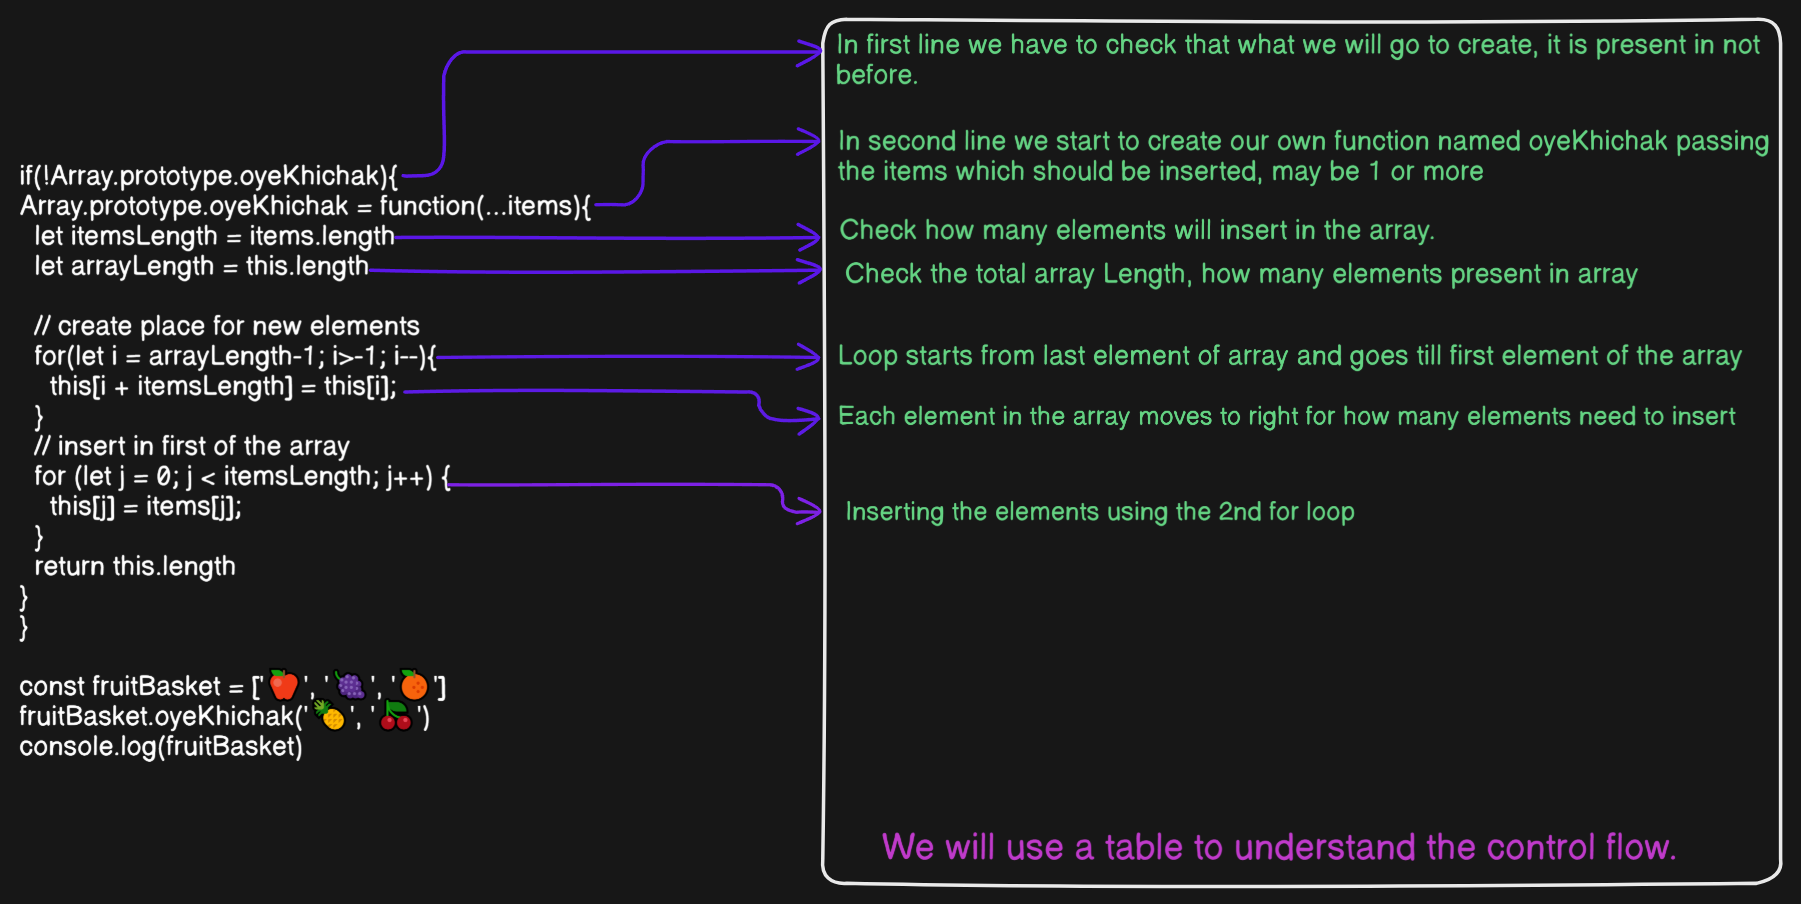 if(!Array.prototype.oyeKhichak){
Array.prototype.oyeKhichak = function(...items){
let itemsLength = items.length
let arrayLength = this.length
// create place for new elements
for(let i = arrayLength-1; i>-1; i--){
this[i + itemsLength] = this[i];
}
// insert in first of the array
for (let j = 0; j < itemsLength; j++) {
this[j] = items[j];
}
return this.length
}
}
const fruitBasket = ['🍎', '🍇', '🍊']
fruitBasket.oyeKhichak('🍍', '🍒')
console.log(fruitBasket)
In first line we have to check that what we will go to create, it is present in not
before.
In second line we start to create our own function named oyeKhichak passing
the items which should be inserted, may be 1 or more
Check how many elements will insert in the array.
Check the total array Length, how many elements present in array
Loop starts from last element of array and goes till first element of the array
Each element in the array moves to right for how many elements need to insert
Inserting the elements using the 2nd for loop
We will use a table to understand the control flow.